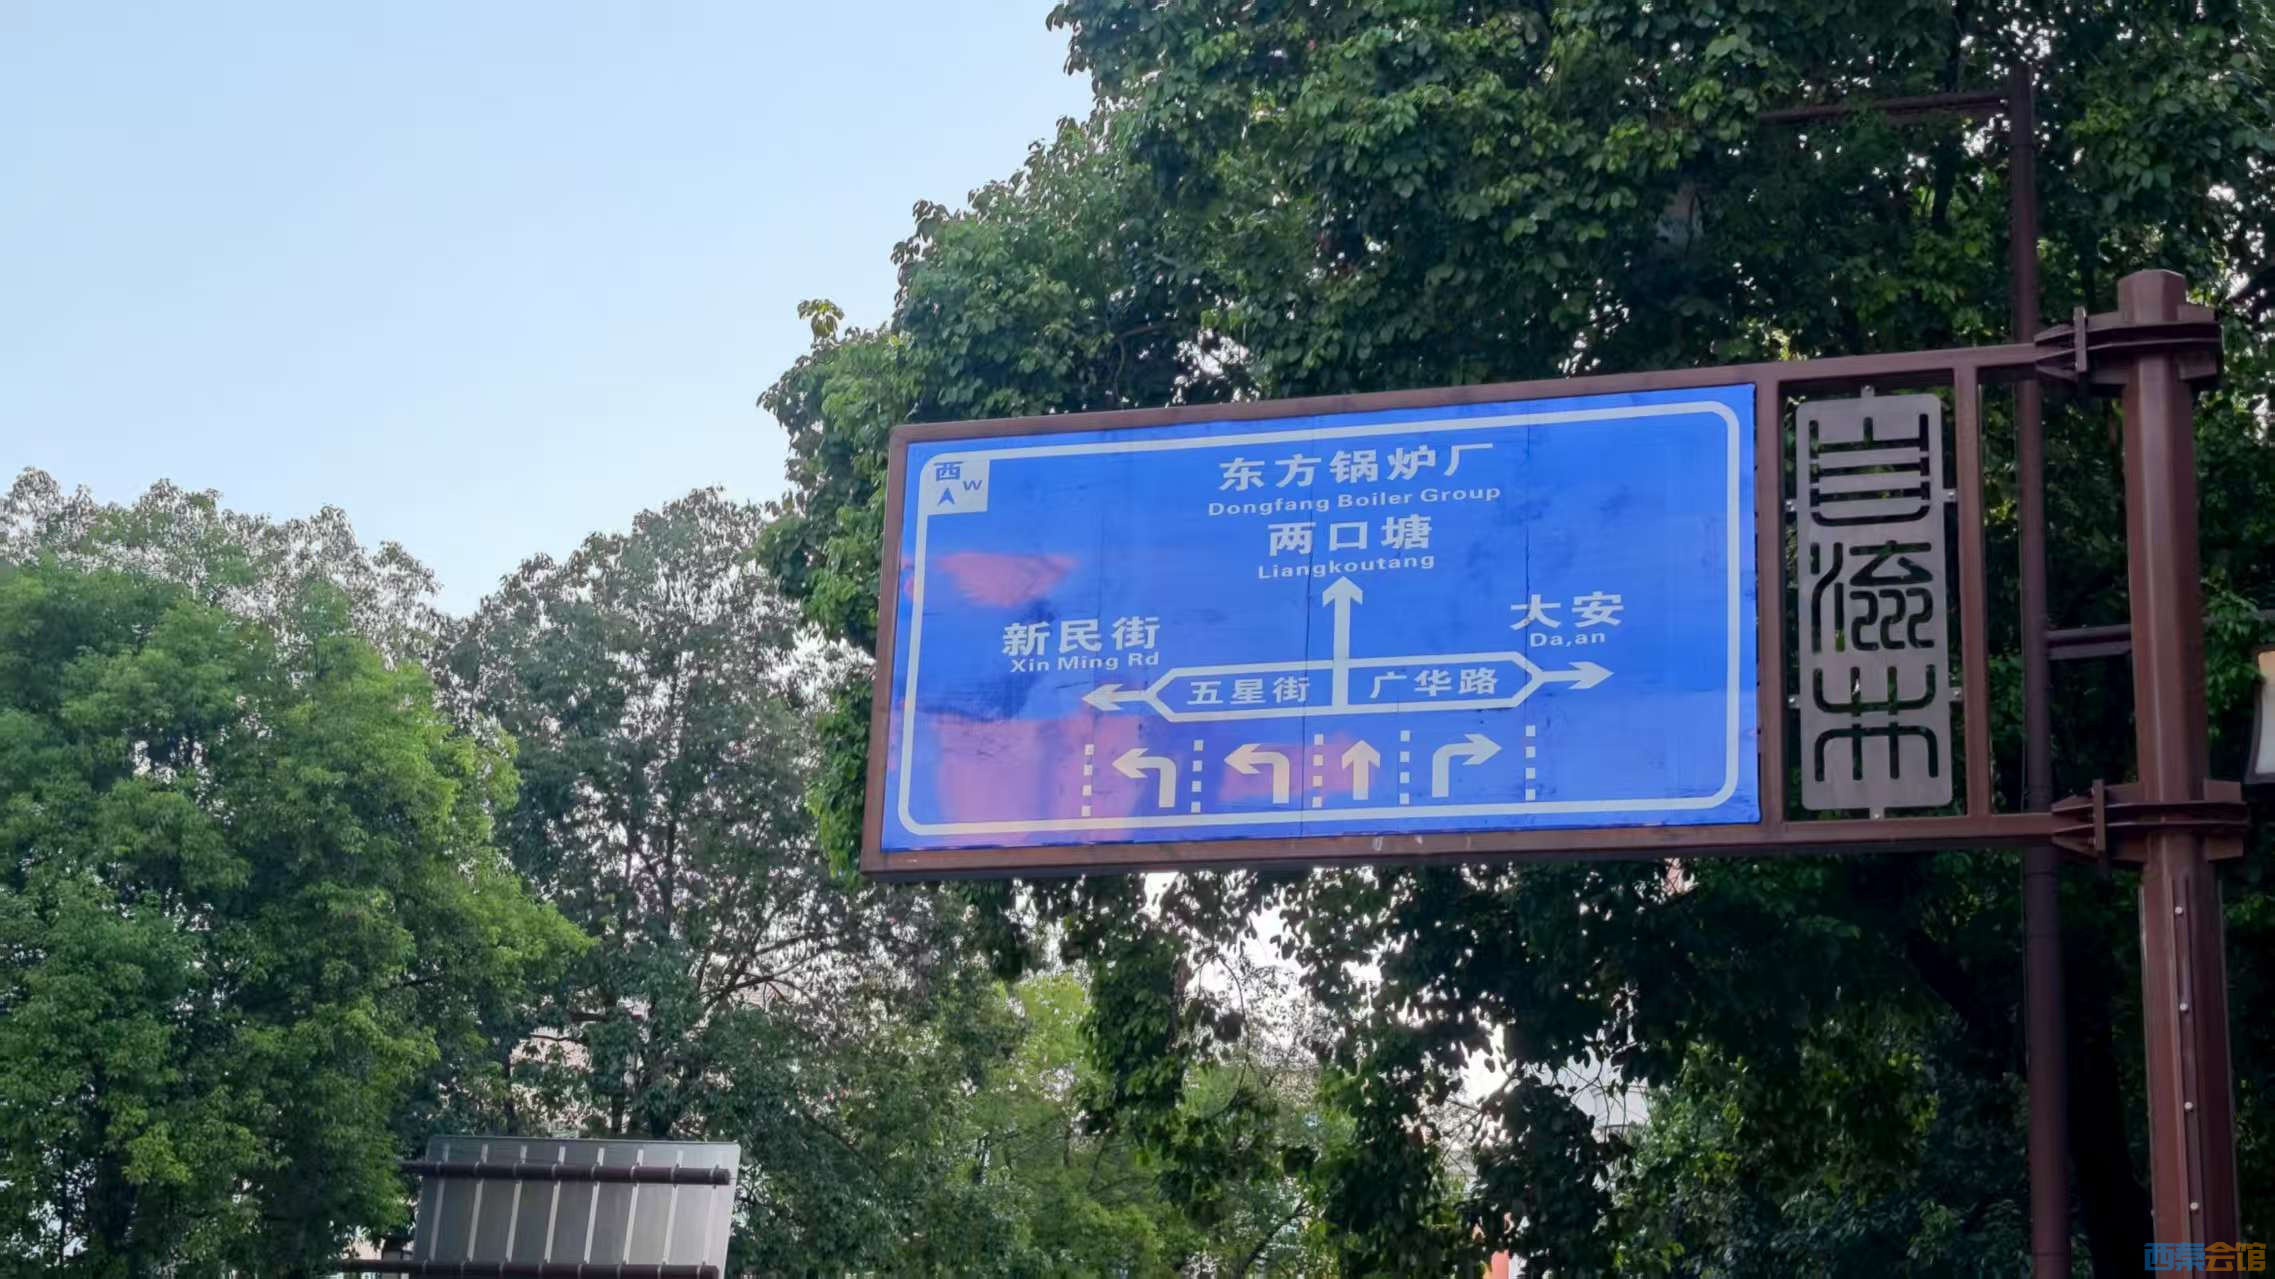 西
W
东方锅炉厂
Dongfang Boiler Group
两口塘
Liangkoutang
新民街
Xin Ming Rd
大安
Da,an
五星街
广华路
自流井
西秦会馆